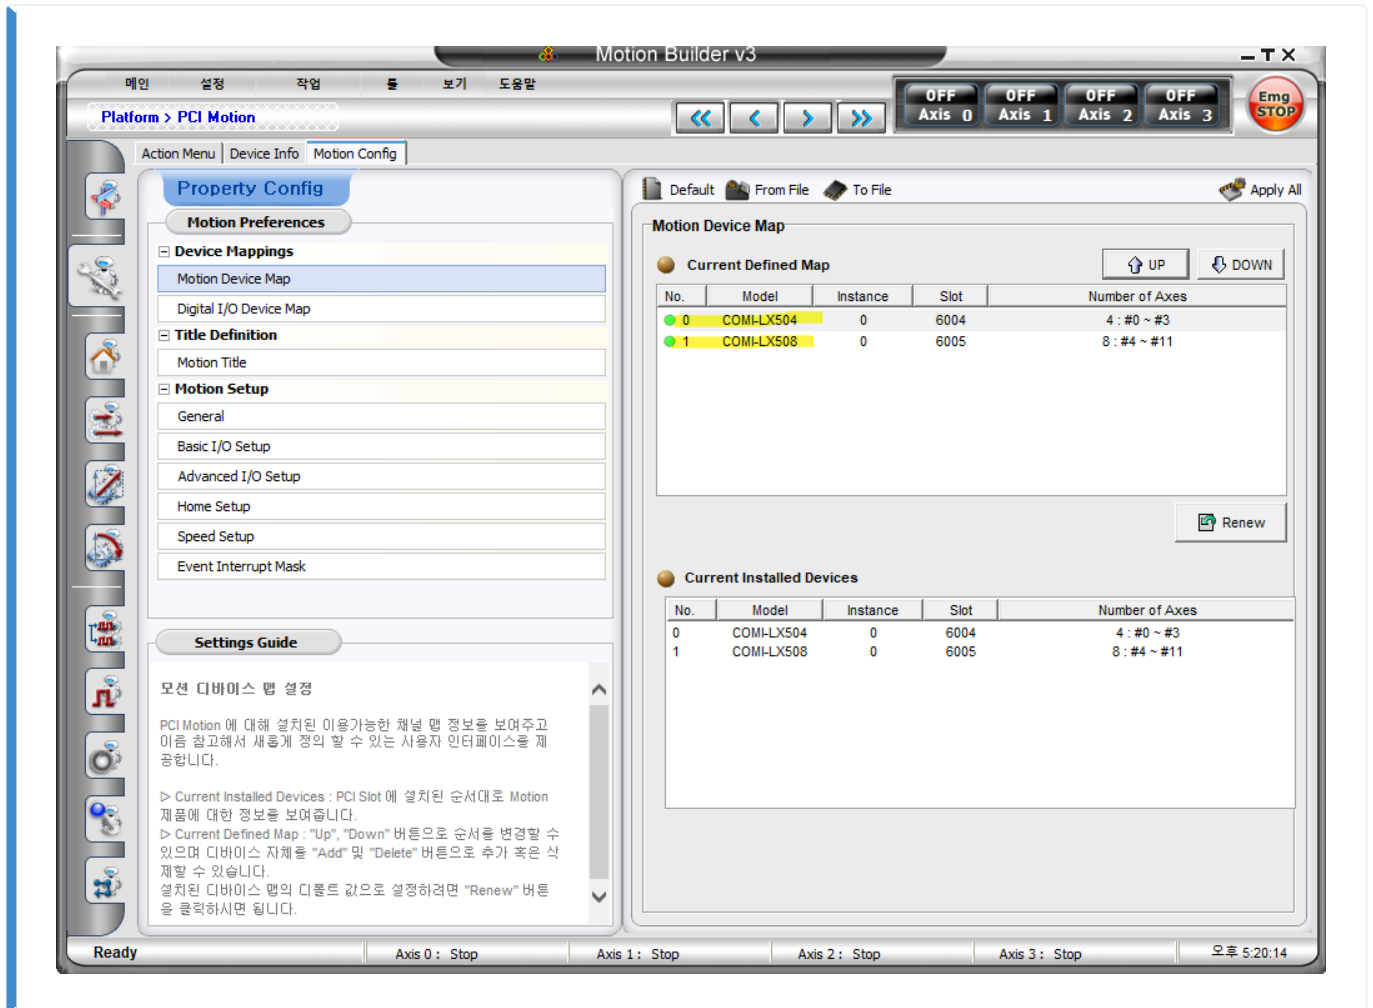 Motion Builder v3
메인 설정 작업 툴 보기 도움말
OFF Axis 0 OFF Axis 1 OFF Axis 2 OFF Axis 3
Emg STOP
Platform > PCI Motion
Action Menu Device Info Motion Config
Property Config
Motion Preferences
Device Mappings
Motion Device Map
Digital I/O Device Map
Title Definition
Motion Title
Motion Setup
General
Basic I/O Setup
Advanced I/O Setup
Home Setup
Speed Setup
Event Interrupt Mask
Settings Guide
모션 디바이스 맵 설정
PCI Motion 에 대해 설치된 이용가능한 채널 맵 정보를 보여주고
이음 참고해서 새롭게 정의 할 수 있는 사용자 인터페이스를 제
공합니다.
▷ Current Installed Devices : PCI Slot 에 설치된 순서대로 Motion
제품에 대한 정보를 보여줍니다.
▷ Current Defined Map : "Up", "Down" 버튼으로 순서를 변경할 수
있으며 디바이스 자체를 "Add" 및 "Delete" 버튼으로 추가 혹은 삭
제할 수 있습니다.
설치된 디바이스 맵의 디폴트 값으로 설정하려면 "Renew" 버튼
을 클릭하시면 됩니다.
Default From File To File Apply All
Motion Device Map
Current Defined Map UP DOWN
No. Model Instance Slot Number of Axes
0 COMI-LX504 0 6004 4 : #0 ~ #3
1 COMI-LX508 0 6005 8 : #4 ~ #11
Renew
Current Installed Devices
No. Model Instance Slot Number of Axes
0 COMI-LX504 0 6004 4 : #0 ~ #3
1 COMI-LX508 0 6005 8 : #4 ~ #11
Ready Axis 0 : Stop Axis 1 : Stop Axis 2 : Stop Axis 3 : Stop 오후 5:20:14